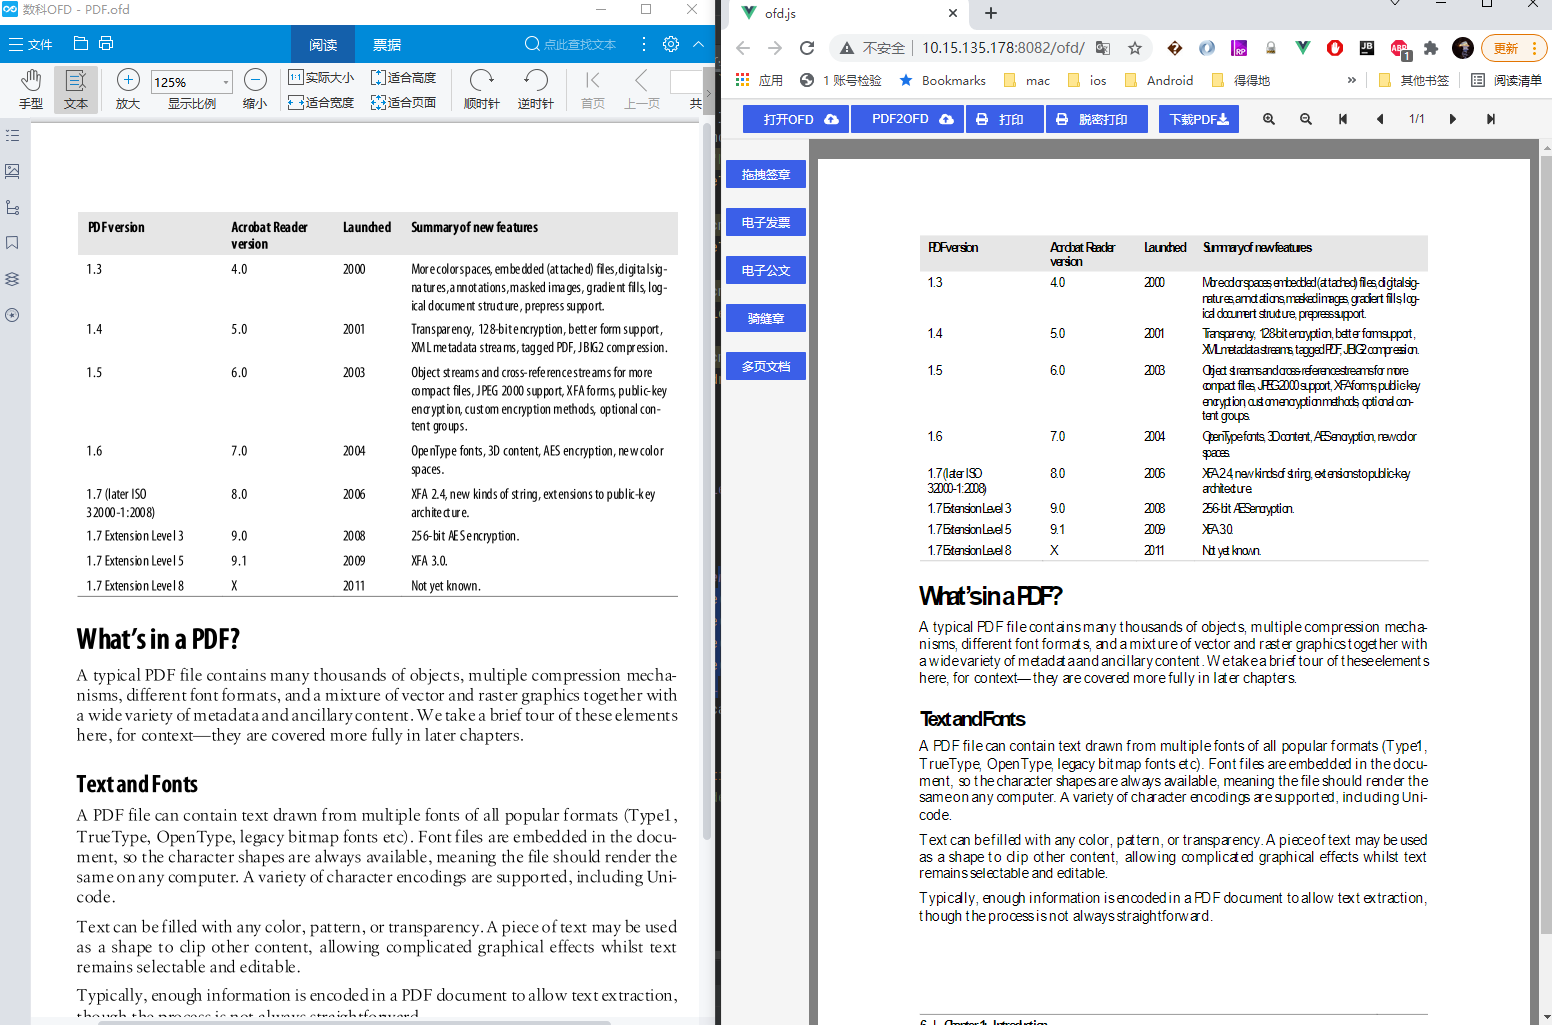 数科OFD - PDF.ofd
文件
阅读
票据
点此查找文本
手型
文本
放大
125%
显示比例
缩小
实际大小
适合宽度
适合高度
适合页面
顺时针
逆时针
首页
上一页
共
PDF version
Acrobat Reader
version
Launched
Summary of new features
1.3
4.0
2000
More color spaces, embedded (attached) files, digital sig-
natures, annotations, masked images, gradient fills, log-
ical document structure, prepress support.
1.4
5.0
2001
Transparency, 128-bit encryption, better form support,
XML metadata streams, tagged PDF, JBIG2 compression.
1.5
6.0
2003
Object streams and cross-reference streams for more
compact files, JPEG 2000 support, XFA forms, public-key
encryption, custom encryption methods, optional con-
tent groups.
1.6
7.0
2004
OpenType fonts, 3D content, AES encryption, new color
spaces.
1.7 (later ISO
32000-1:2008)
8.0
2006
XFA 2.4, new kinds of string, extensions to public-key
architecture.
1.7 Extension Level 3
9.0
2008
256-bit AES encryption.
1.7 Extension Level 5
9.1
2009
XFA 3.0.
1.7 Extension Level 8
X
2011
Not yet known.
What's in a PDF?
A typical PDF file contains many thousands of objects, multiple compression mecha-
nisms, different font formats, and a mixture of vector and raster graphics together with
a wide variety of metadata and ancillary content. We take a brief tour of these elements
here, for context—they are covered more fully in later chapters.
Text and Fonts
A PDF file can contain text drawn from multiple fonts of all popular formats (Type1,
TrueType, OpenType, legacy bitmap fonts etc). Font files are embedded in the docu-
ment, so the character shapes are always available, meaning the file should render the
same on any computer. A variety of character encodings are supported, including Uni-
code.
Text can be filled with any color, pattern, or transparency. A piece of text may be used
as a shape to clip other content, allowing complicated graphical effects whilst text
remains selectable and editable.
Typically, enough information is encoded in a PDF document to allow text extraction,
though the process is not always straightforward.
ofd.js
不安全
10.15.135.178:8082/ofd/
更新
应用
1 账号检验
Bookmarks
mac
ios
Android
得得地
其他书签
阅读清单
打开OFD
PDF2OFD
打印
脱密打印
下载PDF
1/1
拖拽签章
电子发票
电子公文
骑缝章
多页文档
PDF version
Acrobat Reader
version
Launched
Summary of new features
1.3
4.0
2000
More color spaces, embedded (attached) files, digital sig-
natures, annotations, masked images, gradient fills, log-
ical document structure, prepress support.
1.4
5.0
2001
Transparency, 128-bit encryption, better form support,
XML metadata streams, tagged PDF, JBIG2 compression.
1.5
6.0
2003
Object streams and cross-reference streams for more
compact files, JPEG 2000 support, XFA forms, public-key
encryption, custom encryption methods, optional con-
tent groups.
1.6
7.0
2004
OpenType fonts, 3D content, AES encryption, new color
spaces.
1.7 (later ISO
32000-1:2008)
8.0
2006
XFA 2.4, new kinds of string, extensions to public-key
architecture.
1.7 Extension Level 3
9.0
2008
256-bit AES encryption.
1.7 Extension Level 5
9.1
2009
XFA 3.0.
1.7 Extension Level 8
X
2011
Not yet known.
What's in a PDF?
A typical PDF file contains many thousands of objects, multiple compression mecha-
nisms, different font formats, and a mixture of vector and raster graphics together with
a wide variety of metadata and ancillary content. We take a brief tour of these elements
here, for context—they are covered more fully in later chapters.
Text and Fonts
A PDF file can contain text drawn from multiple fonts of all popular formats (Type1,
TrueType, OpenType, legacy bitmap fonts etc). Font files are embedded in the docu-
ment, so the character shapes are always available, meaning the file should render the
same on any computer. A variety of character encodings are supported, including Uni-
code.
Text can be filled with any color, pattern, or transparency. A piece of text may be used
as a shape to clip other content, allowing complicated graphical effects whilst text
remains selectable and editable.
Typically, enough information is encoded in a PDF document to allow text extraction,
though the process is not always straightforward.
6 | Chapter 1: Introduction